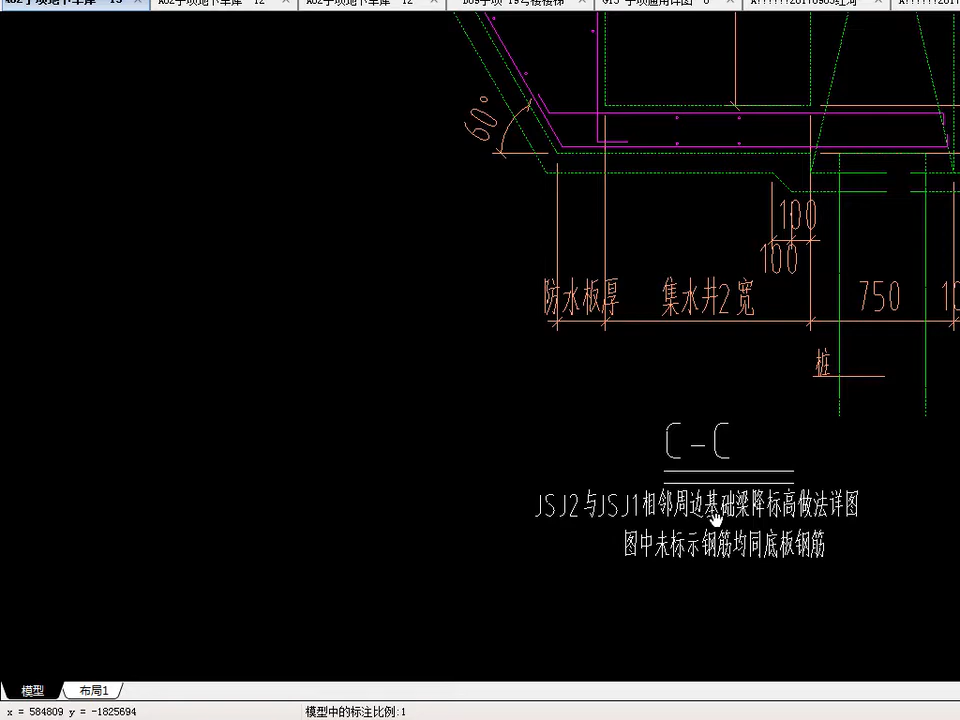 60°
100
100
防水板厚 集水井2宽 750
桩
C-C
JSJ2与JSJ1相邻周边基础梁降标高做法详图
图中未标示钢筋均同底板钢筋
模型 布局1
x = 584809 y = -1825694 模型中的标注比例:1